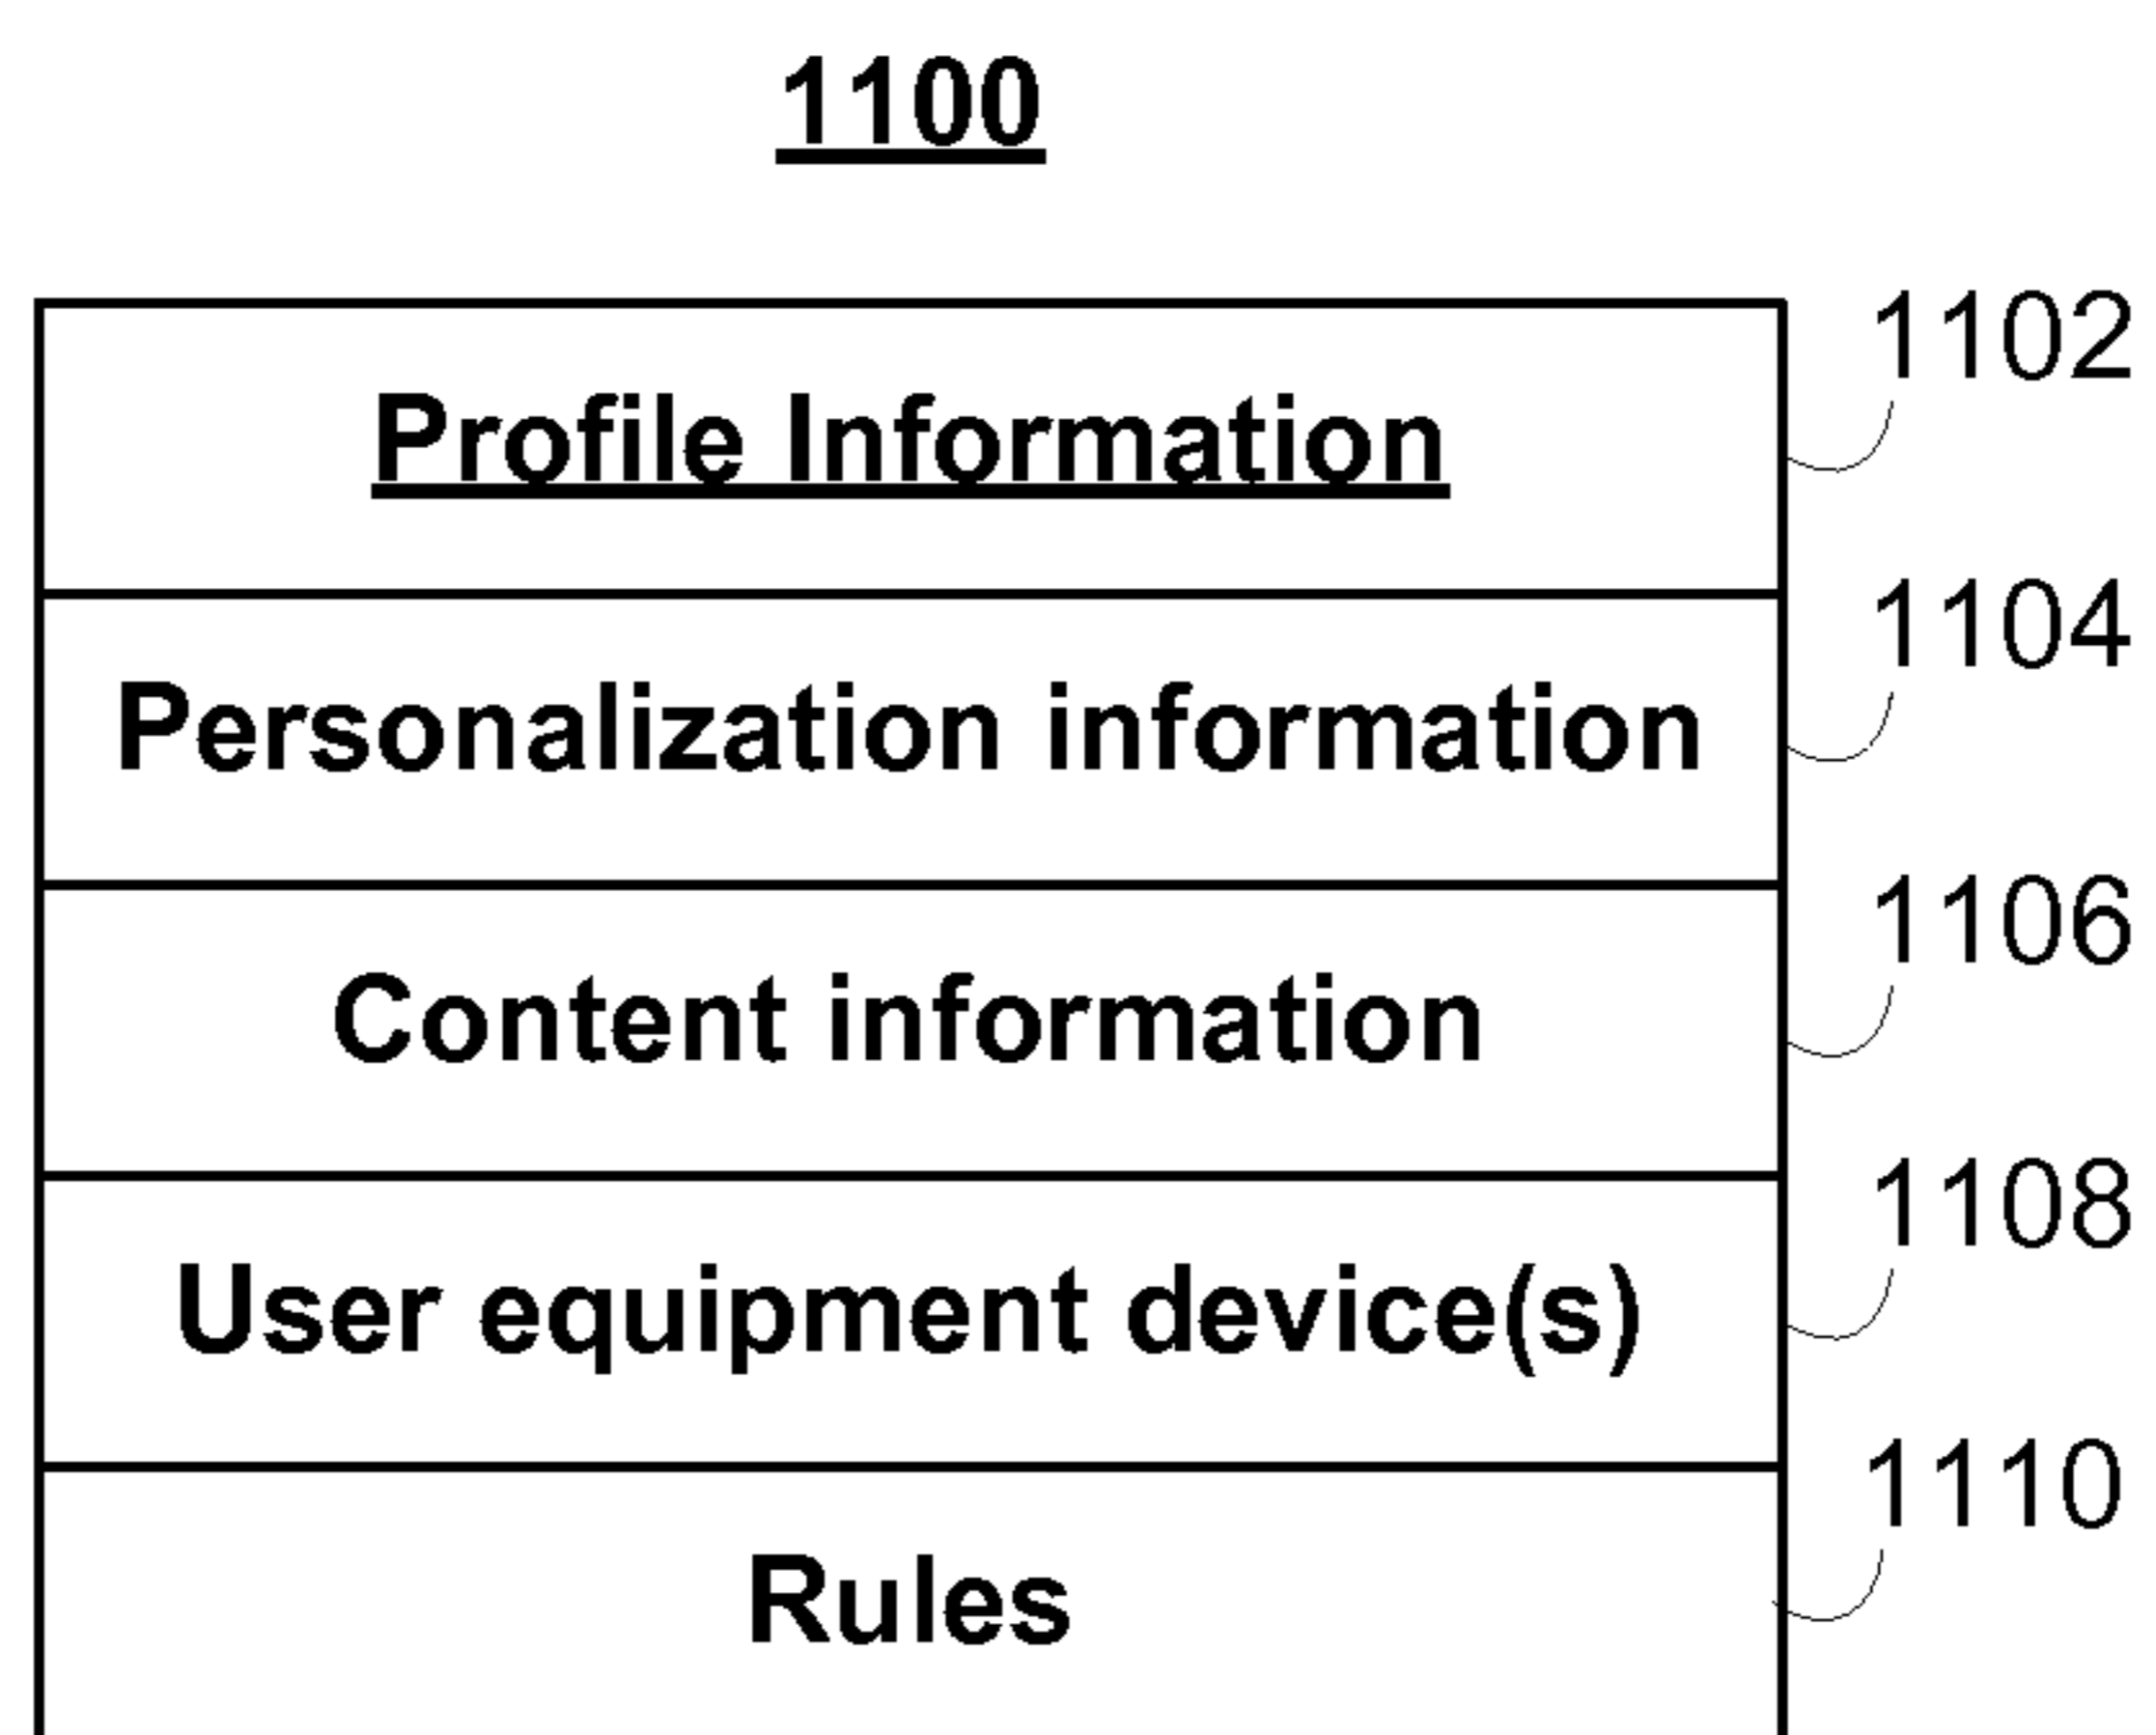 1100
1102
Profile Information
1104
Personalization information
1106
Content information
1108
User equipment device(s)
1110
Rules